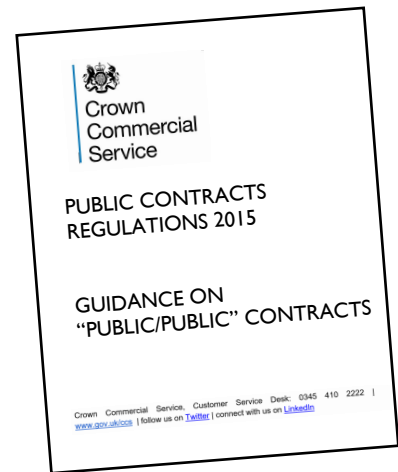 Crown
Commercial
Service
PUBLIC CONTRACTS
REGULATIONS 2015
GUIDANCE ON
“PUBLIC/PUBLIC” CONTRACTS
Crown Commercial Service, Customer Service Desk: 0345 410 2222 |
www.gov.uk/ccs | follow us on Twitter | connect with us on LinkedIn